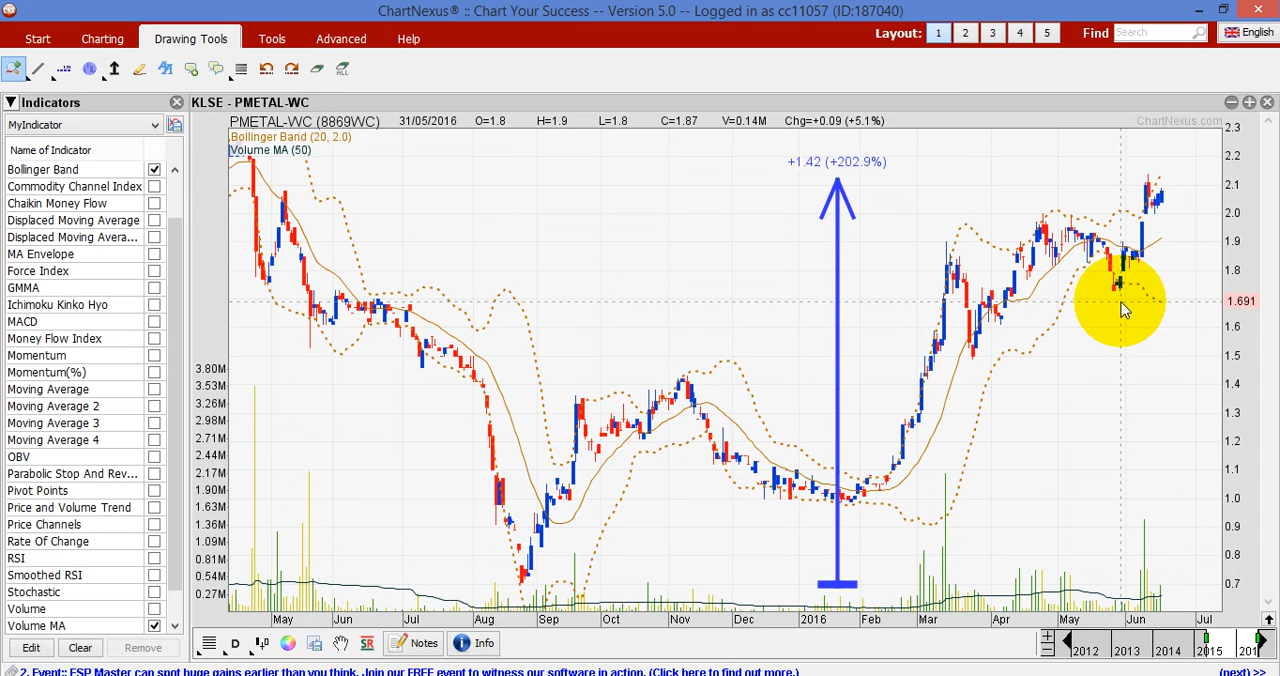 ChartNexus® :: Chart Your Success -- Version 5.0 -- Logged in as cc11057 (ID:187040)
Start Charting Drawing Tools Tools Advanced Help Layout: 1 2 3 4 5 Find Search English
ALL
Indicators
KLSE - PMETAL-WC
MyIndicator
PMETAL-WC (8869WC) 31/05/2016 O=1.8 H=1.9 L=1.8 C=1.87 V=0.14M Chg=+0.09 (+5.1%) ChartNexus.com
Bollinger Band (20, 2.0)
Volume MA (50)
+1.42 (+202.9%)
Name of Indicator
Bollinger Band
Commodity Channel Index
Chaikin Money Flow
Displaced Moving Average
Displaced Moving Avera...
MA Envelope
Force Index
GMMA
Ichimoku Kinko Hyo
MACD
Money Flow Index
Momentum
Momentum(%)
Moving Average
Moving Average 2
Moving Average 3
Moving Average 4
OBV
Parabolic Stop And Rev...
Pivot Points
Price and Volume Trend
Price Channels
Rate Of Change
RSI
Smoothed RSI
Stochastic
Volume
Volume MA
Edit Clear Remove
3.80M
3.53M
3.26M
2.98M
2.71M
2.44M
2.17M
1.90M
1.63M
1.36M
1.09M
0.81M
0.54M
0.27M
2.3
2.2
2.1
2.0
1.9
1.8
1.691
1.6
1.5
1.4
1.3
1.2
1.1
1.0
0.9
0.8
0.7
May Jun Jul Aug Sep Oct Nov Dec 2016 Feb Mar Apr May Jun Jul
D SR Notes Info
2012 2013 2014 2015 201
2. Event:: ESP Master can spot huge gains earlier than you think. Join our FREE event to witness our software in action. (Click here to find out more.) (next) >>